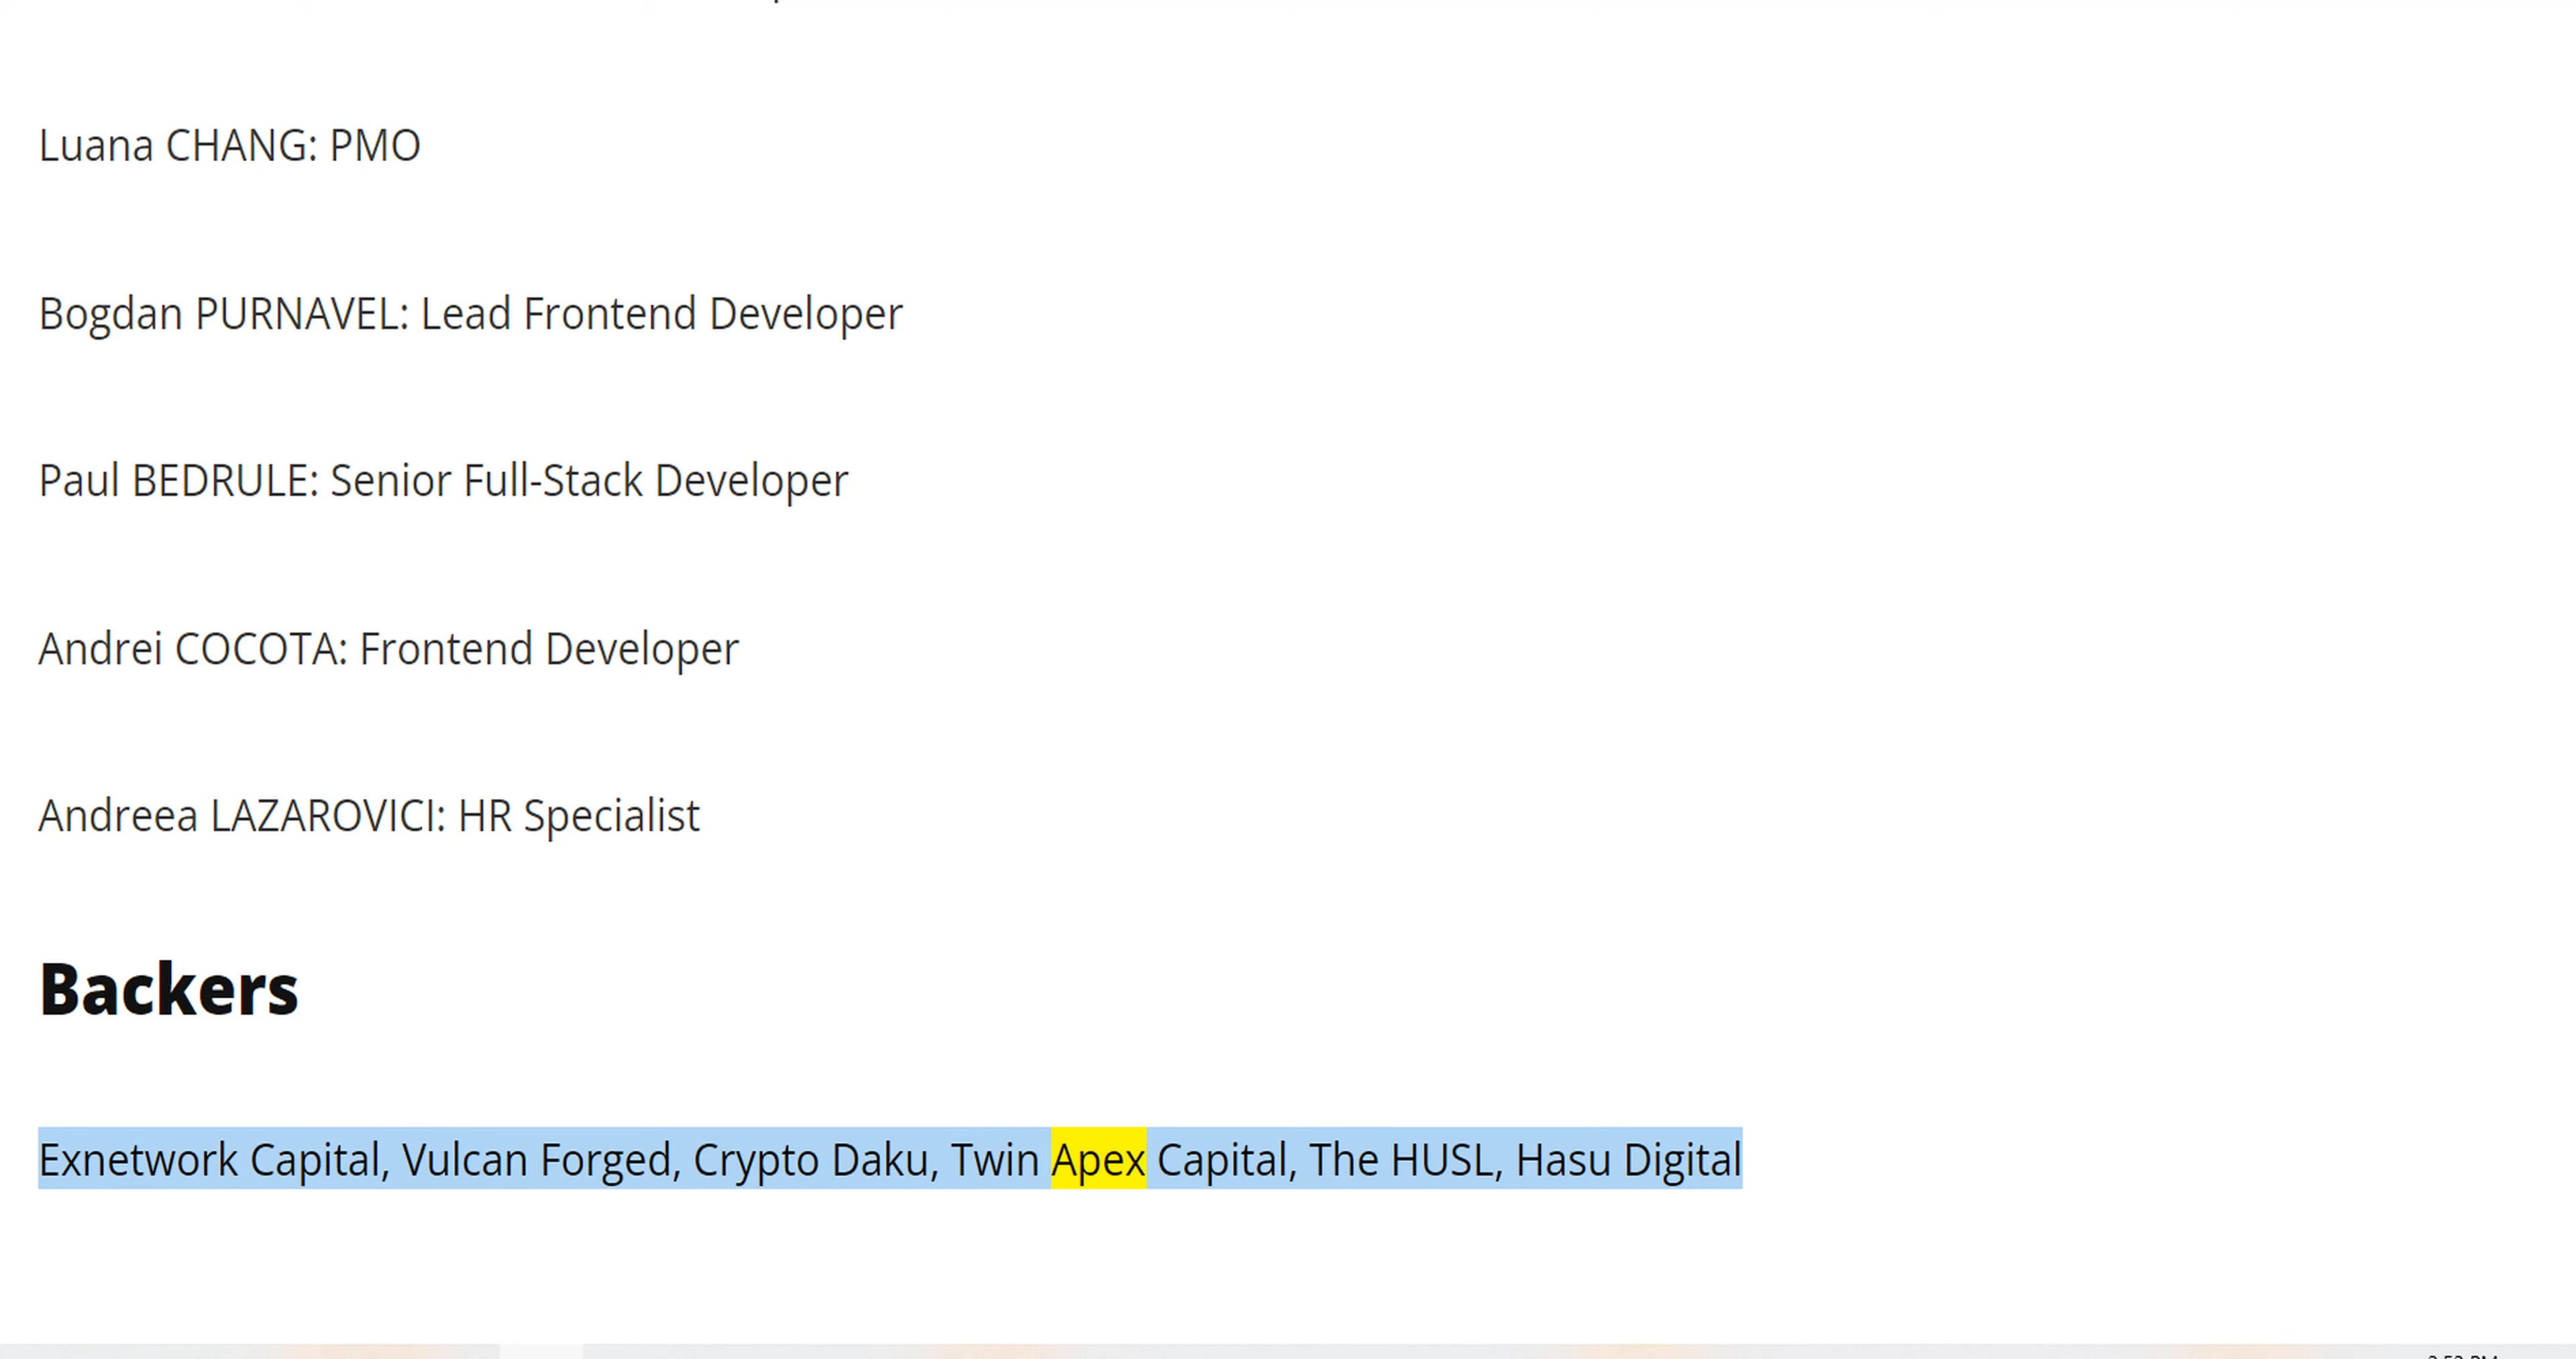 Luana CHANG: PMO
Bogdan PURNAVEL: Lead Frontend Developer
Paul BEDRULE: Senior Full-Stack Developer
Andrei COCOTA: Frontend Developer
Andreea LAZAROVICI: HR Specialist
Backers
Exnetwork Capital, Vulcan Forged, Crypto Daku, Twin Apex Capital, The HUSL, Hasu Digital